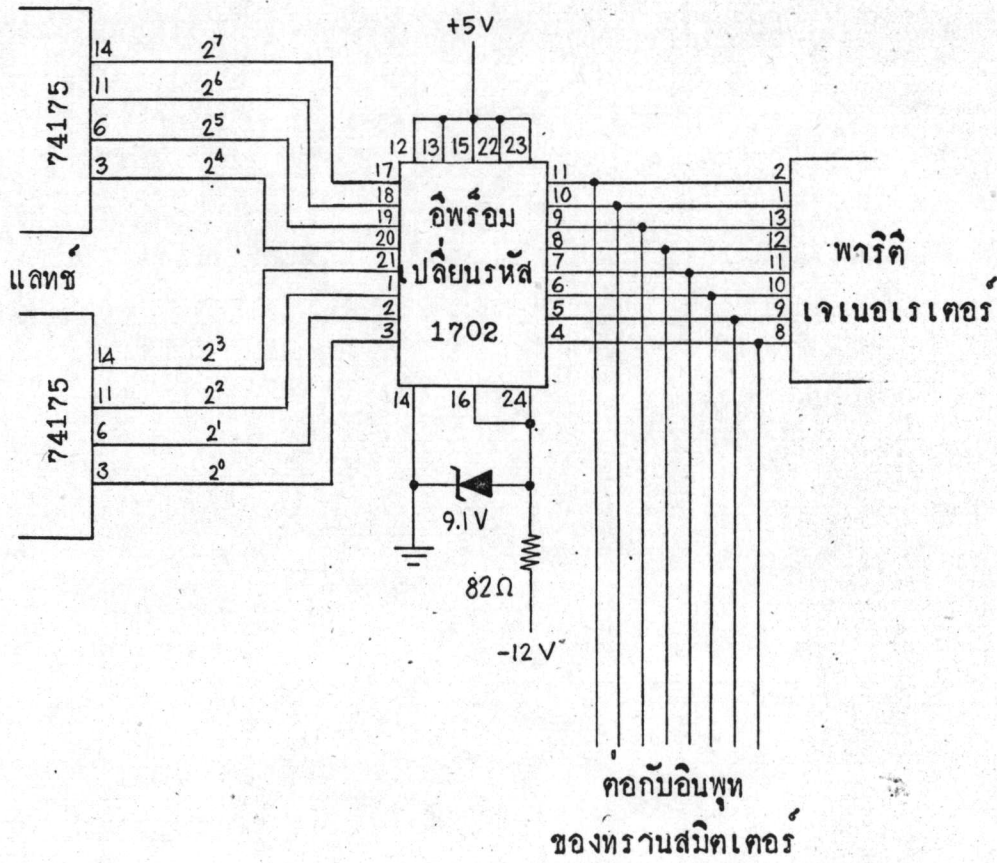 +5V
74175
14 2⁷
11 2⁶
6 2⁵
3 2⁴
แลทช์
74175
14 2³
11 2²
6 2¹
3 2⁰
12 13 15 22 23
17
18
19
20
21
1
2
3
อีพร็อม
เปลี่ยนรหัส
1702
11
10
9
8
7
6
5
4
14 16 24
9.1V
82Ω
-12V
2
1
13
12
11
10
9
8
พาริตี
เจเนอเรเตอร์
ต่อกับอินพุท
ของทรานสมิตเตอร์